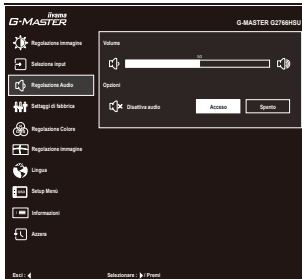 iiyama
G-MASTER
G-MASTER G2766HSU
Regolazione immagine
Selezione input
Regolazione Audio
Settaggi di fabbrica
Regolazione Colore
Regolazione immagine
Lingua
Setup Menù
Informazioni
Azzera
Volume
50
Opzioni
Disattiva audio
Acceso
Spento
Esci :
Selezionare : / Premi